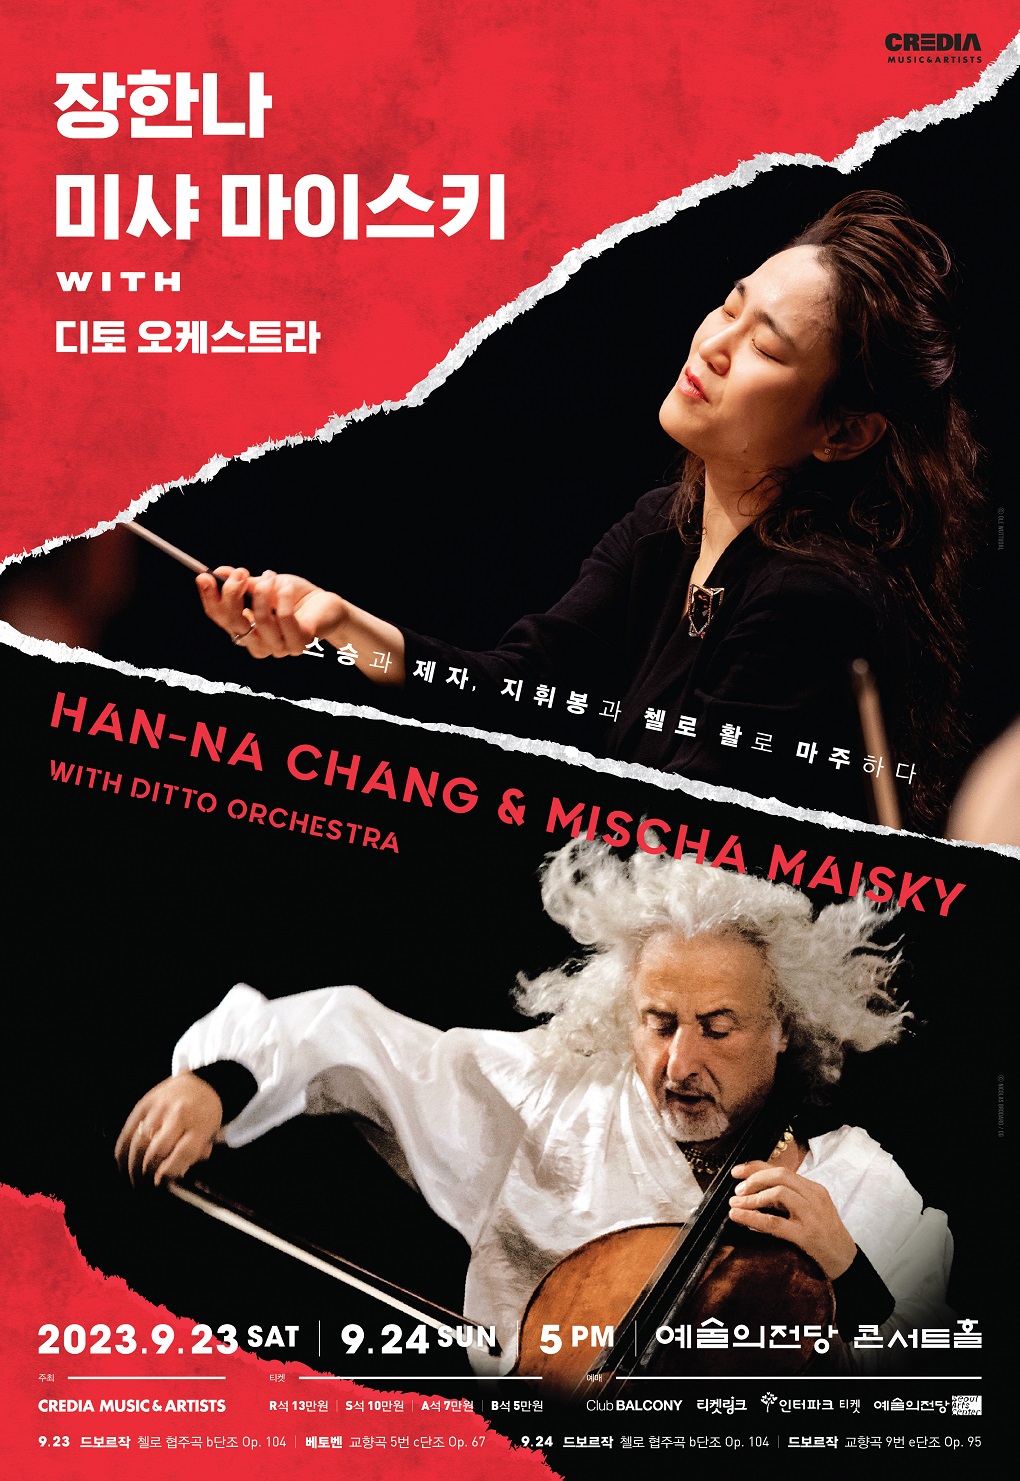 CREDIA
MUSIC&ARTISTS
장한나
미샤 마이스키
WITH
디토 오케스트라
스승과 제자, 지휘봉과 첼로 활로 마주하다
HAN-NA CHANG & MISCHA MAISKY
WITH DITTO ORCHESTRA
2023.9.23 SAT | 9.24 SUN | 5 PM | 예술의전당 콘서트홀
주최 티켓 예매
CREDIA MUSIC & ARTISTS R석 13만원 | S석 10만원 | A석 7만원 | B석 5만원 Club BALCONY 티켓링크 인터파크 티켓 예술의전당 Seoul Arts Center
9.23 드보르작 첼로 협주곡 b단조 Op. 104 | 베토벤 교향곡 5번 c단조 Op. 67 9.24 드보르작 첼로 협주곡 b단조 Op. 104 | 드보르작 교향곡 9번 e단조 Op. 95